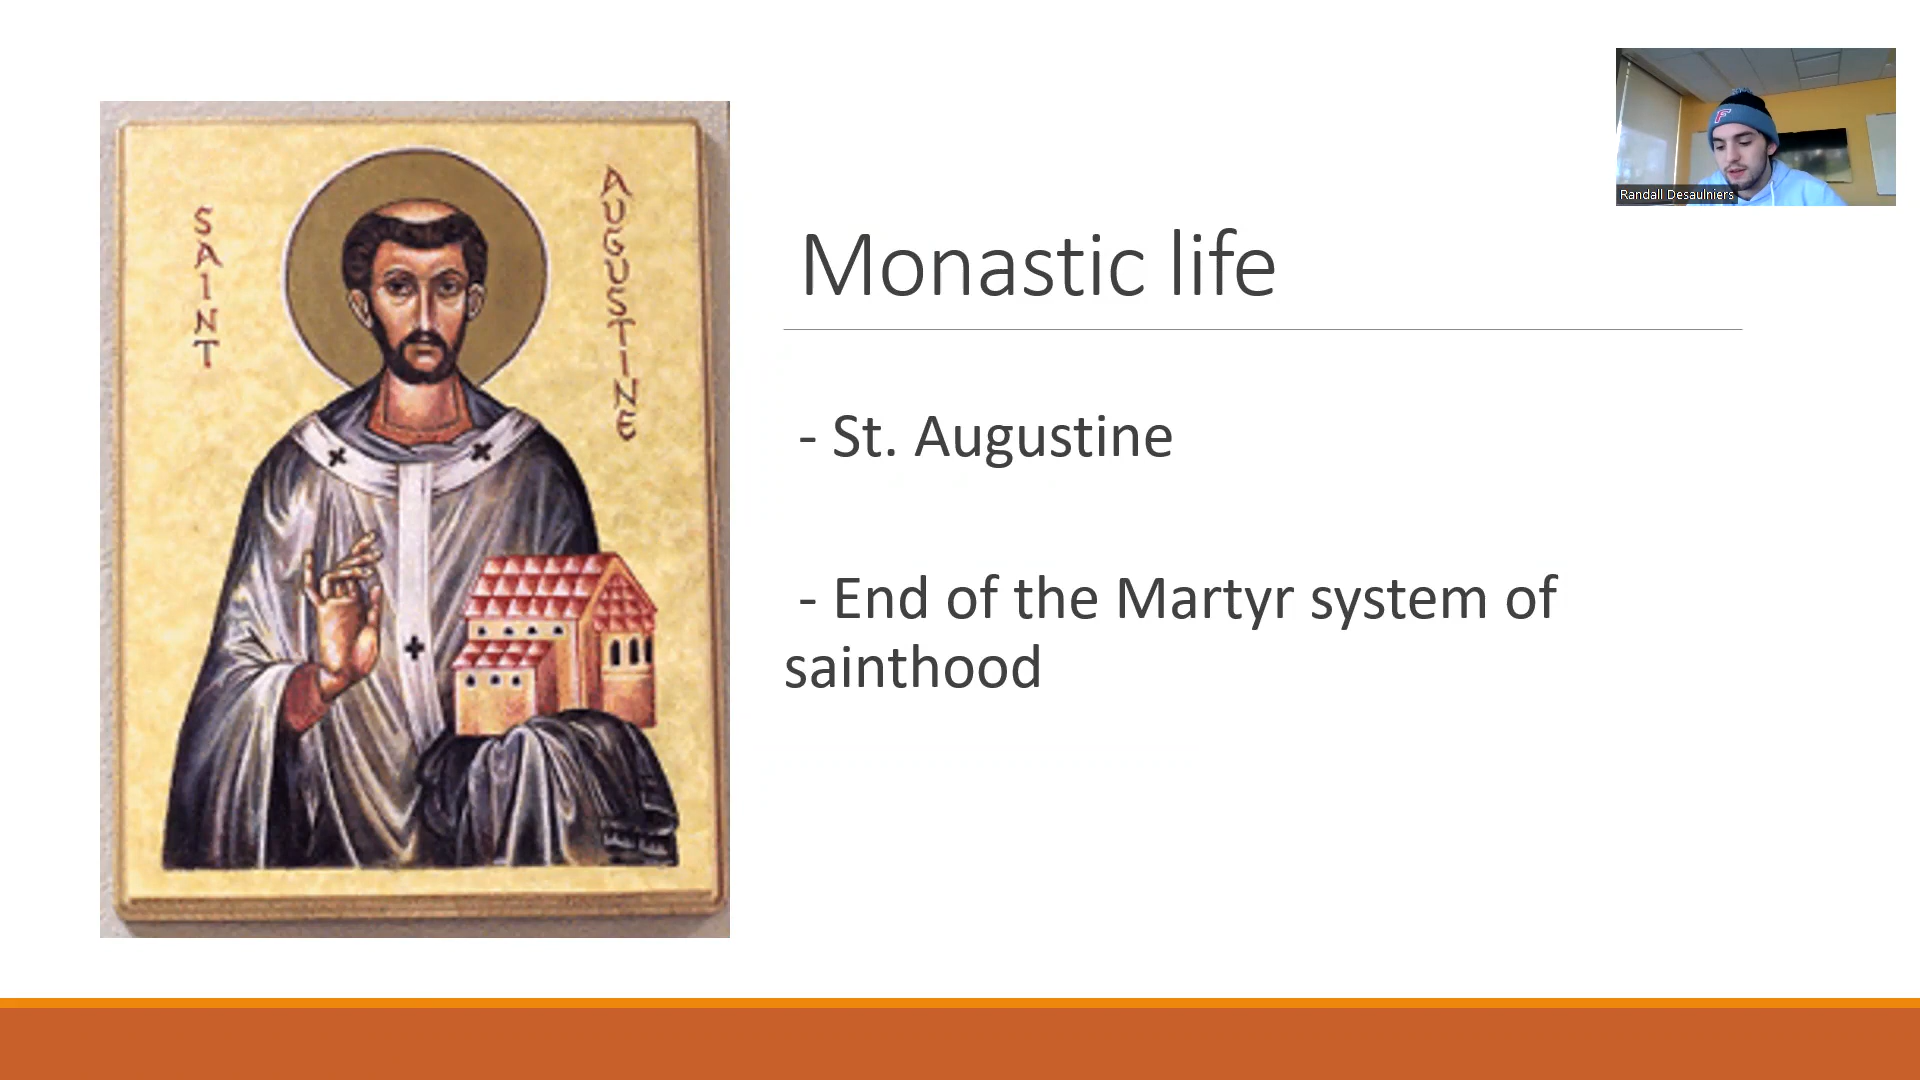 SAINT
AUGUSTINE
Monastic life
- St. Augustine
- End of the Martyr system of
sainthood
F
Randall Desaulniers